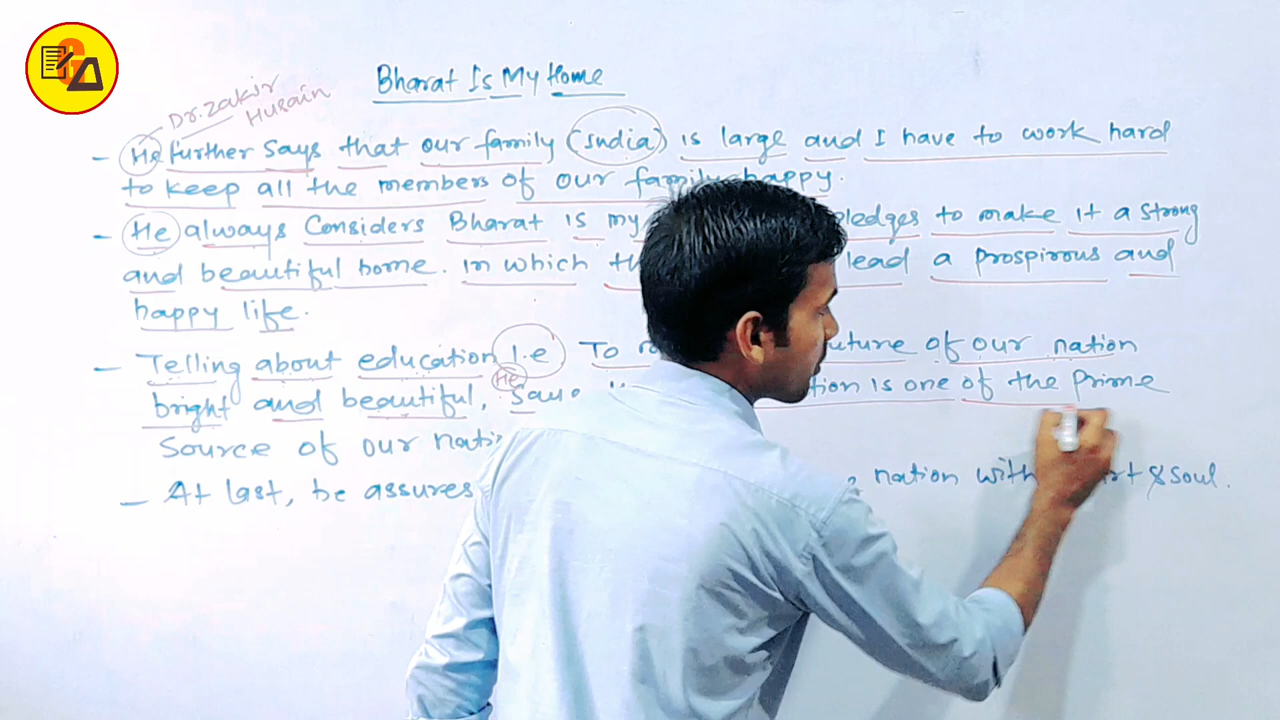 Bharat Is My Home
Dr. Zakir
Husain
- He further says that our family (India) is large and I have to work hard
to keep all the members of our family happy.
- He always Considers Bharat is my pledges to make it a strong
and beautiful home. In which lead a prospirous and
happy life.
- Telling about education I.e To future of our nation
He
bright and beautiful, is one of the prime
Source of our
- At last, he assures nation with & soul.